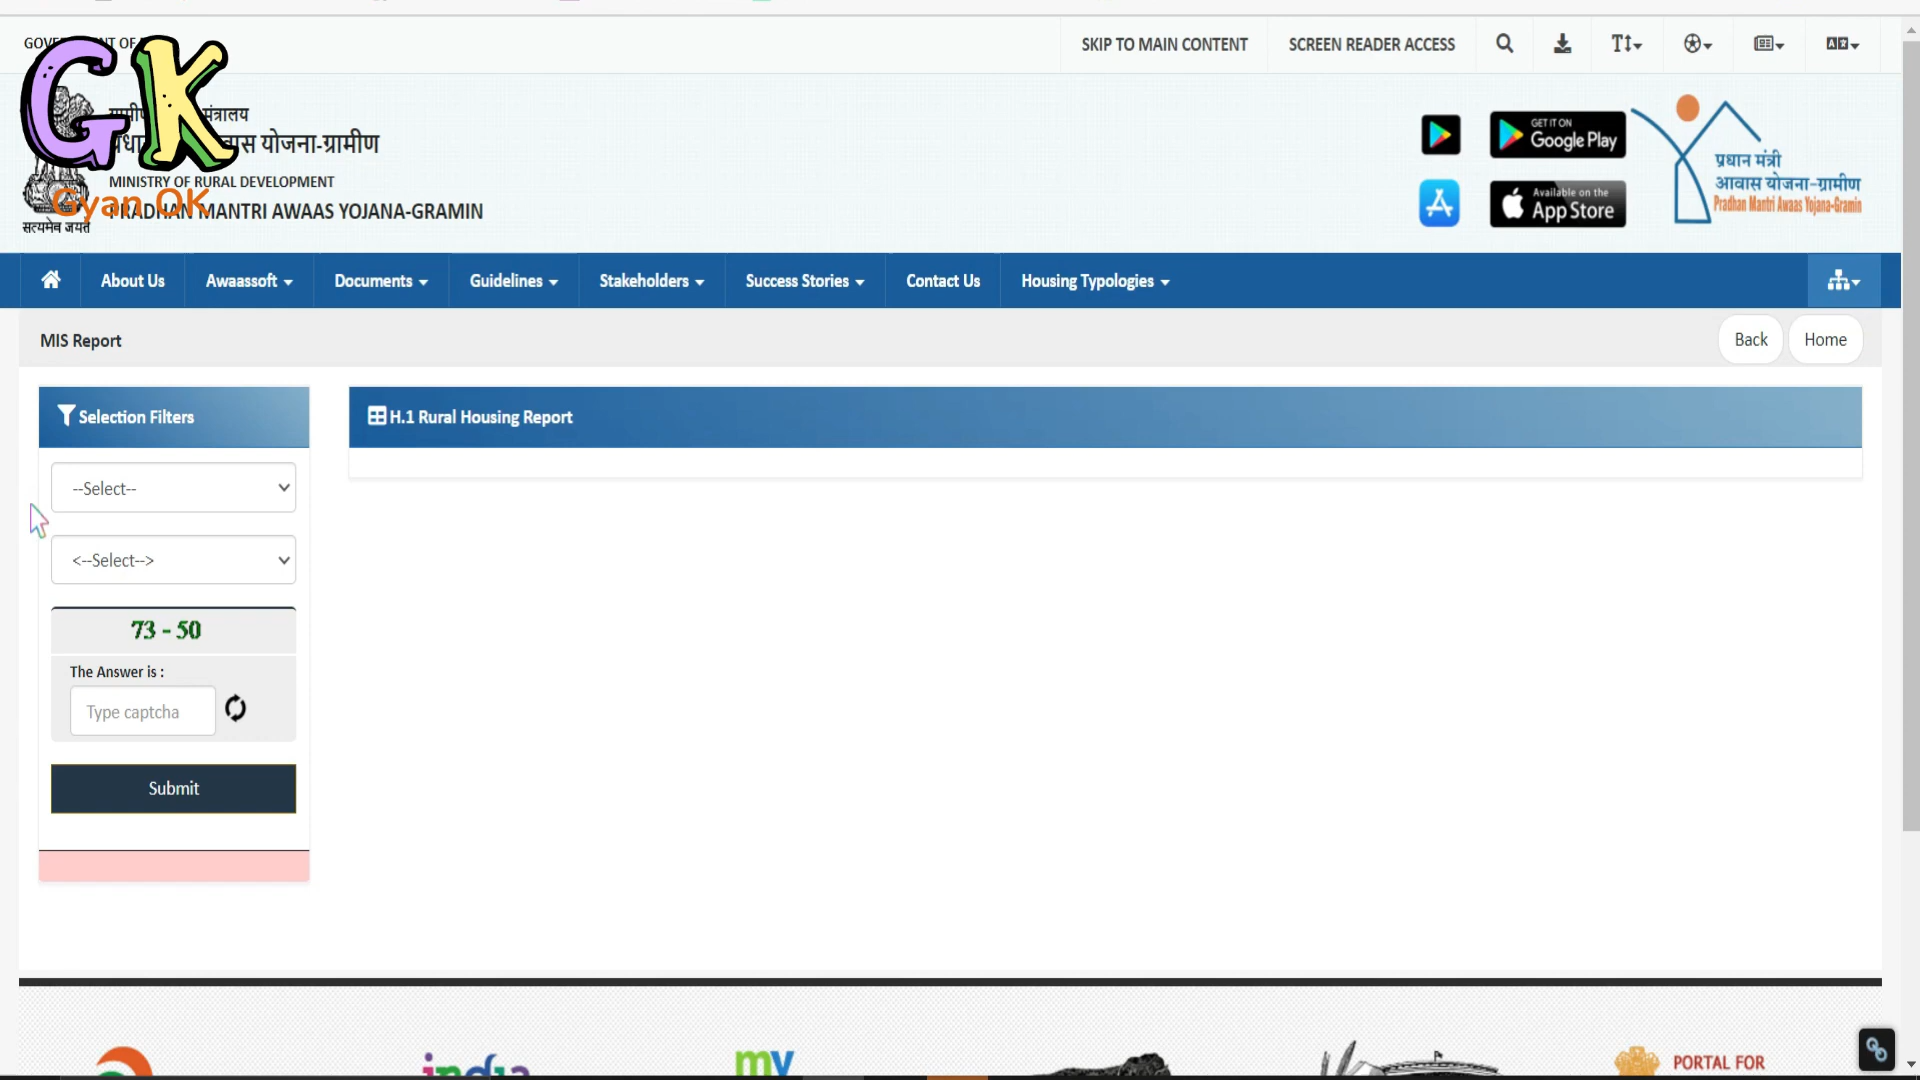 SKIP TO MAIN CONTENT
SCREEN READER ACCESS
GK
Gyan OK
आवास योजना-ग्रामीण
MINISTRY OF RURAL DEVELOPMENT
PRADHAN MANTRI AWAAS YOJANA-GRAMIN
सत्यमेव जयते
GET IT ON
Google Play
Available on the
App Store
प्रधान मंत्री
आवास योजना-ग्रामीण
Pradhan Mantri Awaas Yojana-Gramin
About Us
Awaassoft
Documents
Guidelines
Stakeholders
Success Stories
Contact Us
Housing Typologies
MIS Report
Back
Home
Selection Filters
H.1 Rural Housing Report
--Select--
<--Select-->
73 - 50
The Answer is :
Type captcha
Submit
india
my
PORTAL FOR